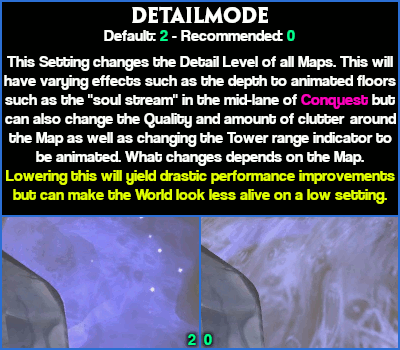 DETAILMODE
Default: 2 - Recommended: 0
This Setting changes the Detail Level of all Maps. This will
have varying effects such as the depth to animated floors
such as the "soul stream" in the mid-lane of Conquest but
can also change the Quality and amount of clutter around
the Map as well as changing the Tower range indicator to
be animated. What changes depends on the Map.
Lowering this will yield drastic performance improvements
but can make the World look less alive on a low setting.
2 0